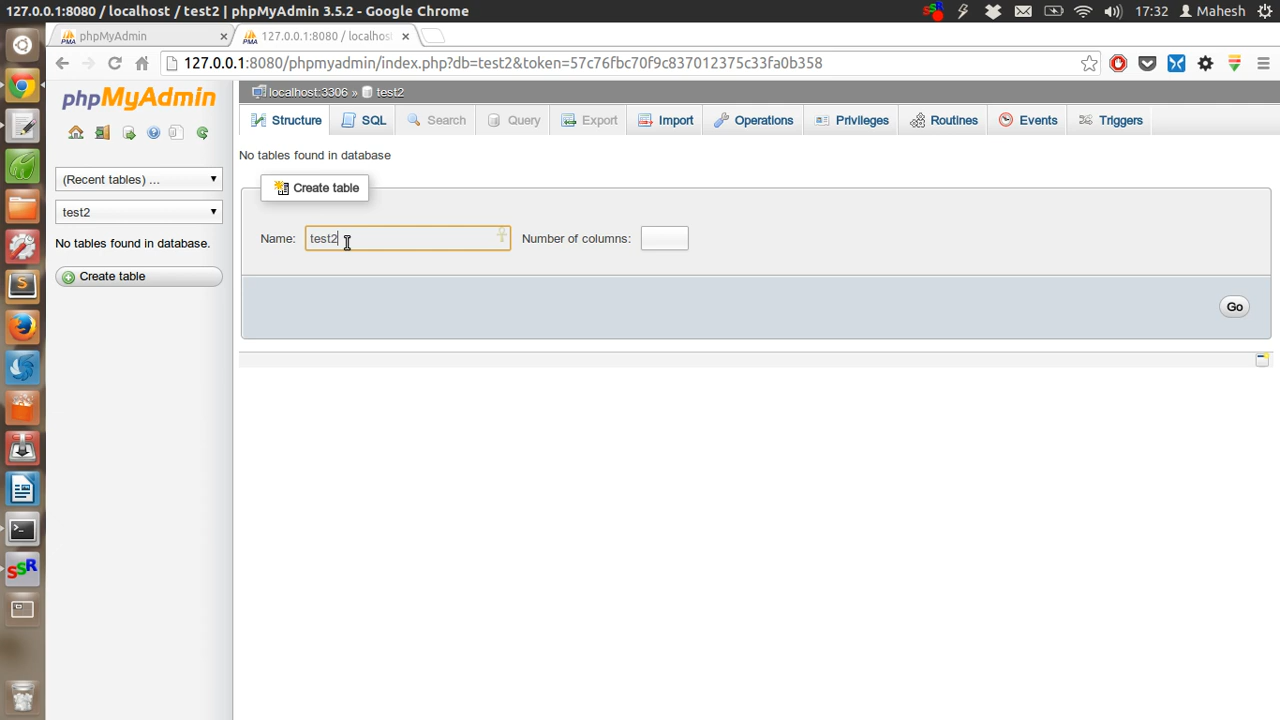 127.0.0.1:8080 / localhost / test2 | phpMyAdmin 3.5.2 - Google Chrome
17:32 Mahesh
phpMyAdmin ×
127.0.0.1:8080 / localhos ×
127.0.0.1:8080/phpmyadmin/index.php?db=test2&token=57c76fbc70f9c837012375c33fa0b358
phpMyAdmin
(Recent tables) ...
test2
No tables found in database.
Create table
localhost:3306 » test2
Structure SQL Search Query Export Import Operations Privileges Routines Events Triggers
No tables found in database
Create table
Name: test2 Number of columns:
Go
SSR